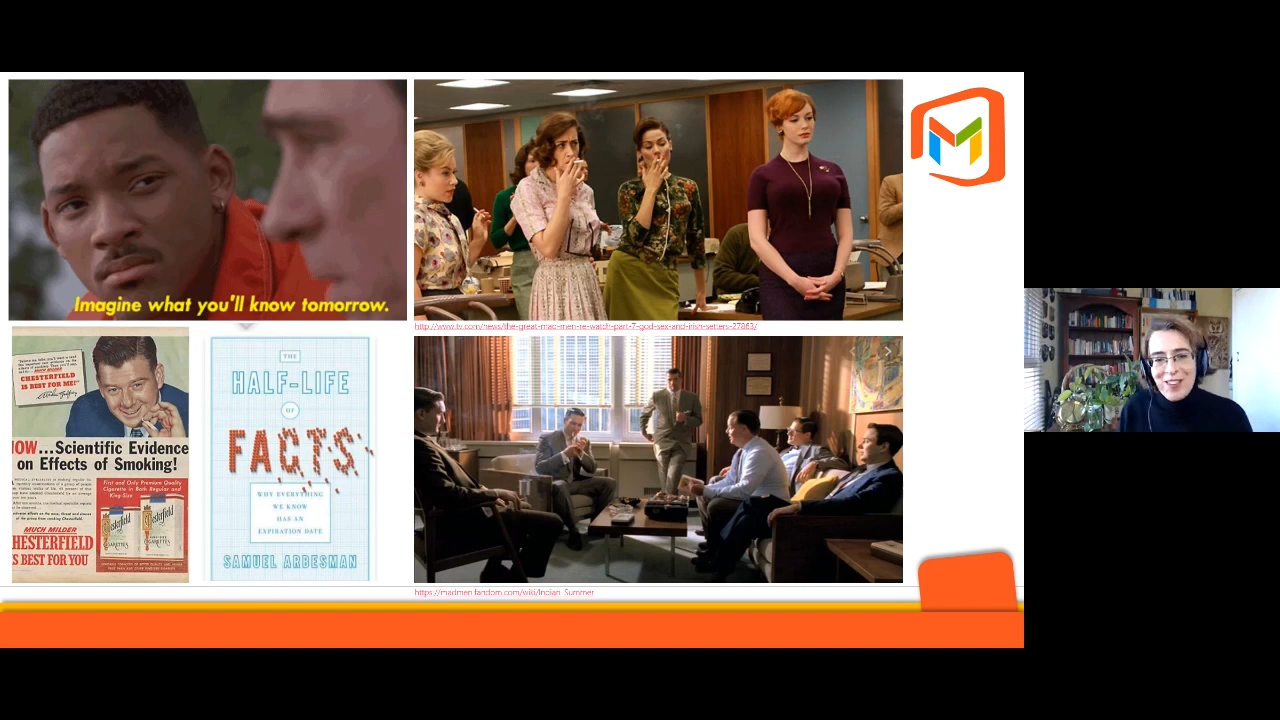 Imagine what you'll know tomorrow.
http://www.tv.com/news/the-great-mad-men-re-watch-part-7-god-sex-and-irish-setters-27863/
CHESTERFIELD
IS BEST FOR ME!"
NOW...Scientific Evidence
on Effects of Smoking!
First and Only Premium Quality
Cigarette in Both Regular and
King-Size
MUCH MILDER
CHESTERFIELD
IS BEST FOR YOU
THE
HALF-LIFE
OF
FACTS
WHY EVERYTHING
WE KNOW
HAS AN
EXPIRATION DATE
SAMUEL ARBESMAN
https://madmen.fandom.com/wiki/Indian_Summer
M